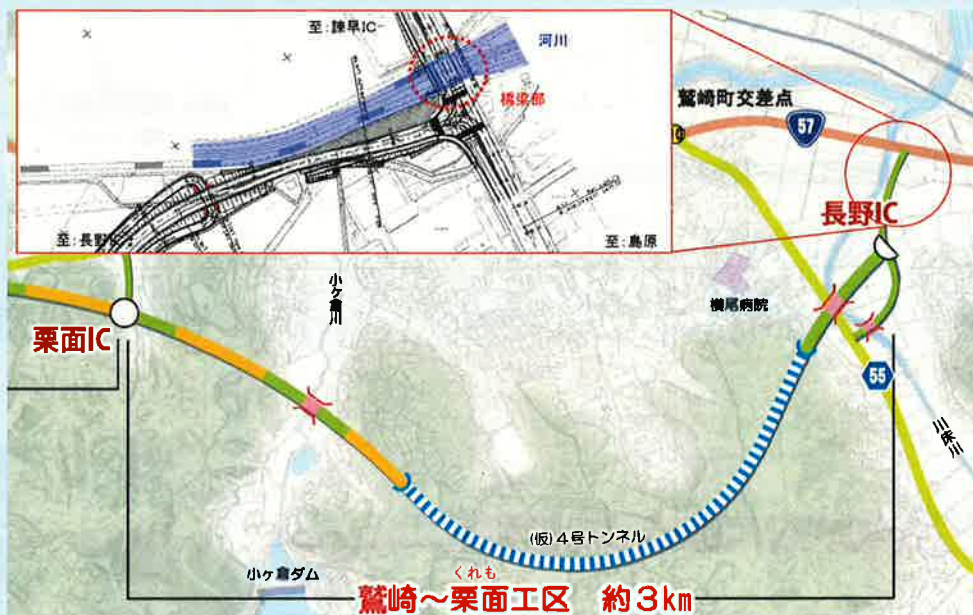 至:諫早IC
河川
橋梁部
至:長野IC
至:島原
鷲崎町交差点
57
長野IC
小ヶ倉川
横尾病院
栗面IC
55
川床川
(仮)4号トンネル
小ヶ倉ダム
くれも
鷲崎～栗面工区 約3km